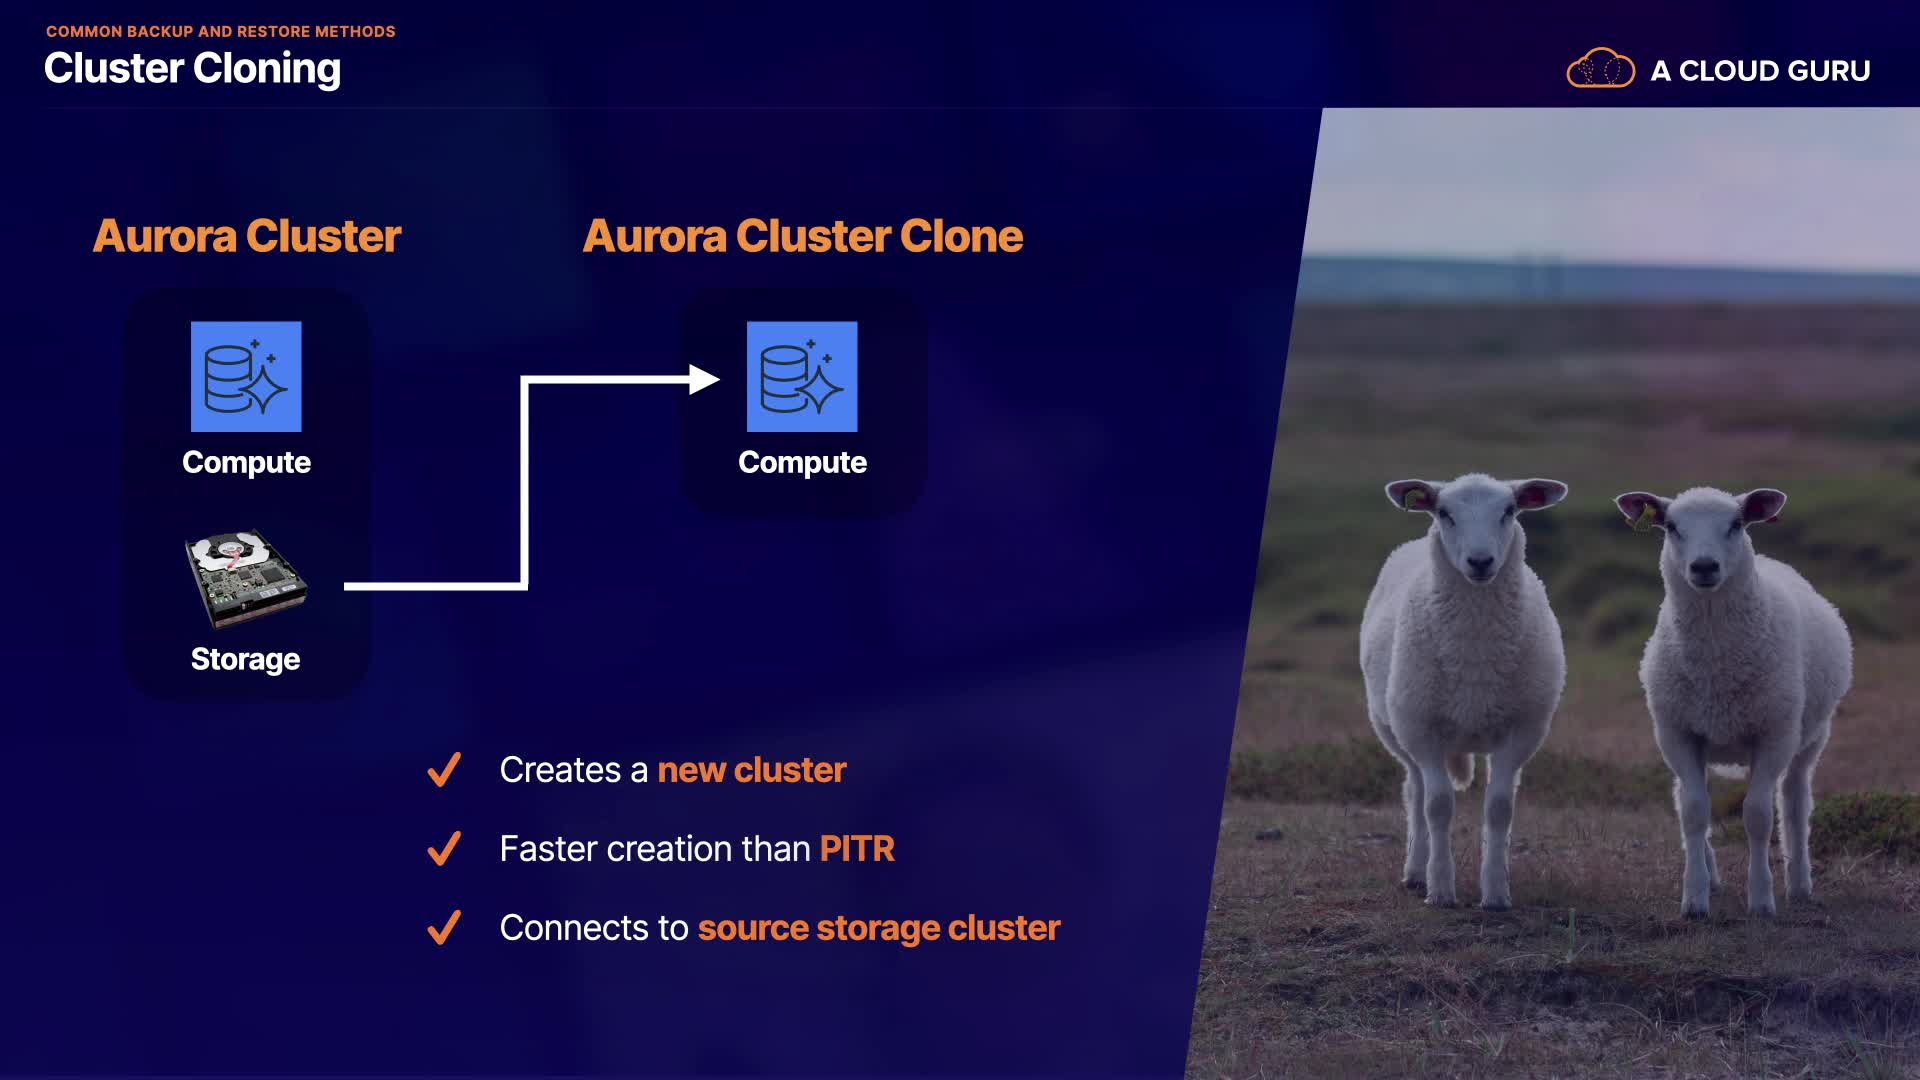 COMMON BACKUP AND RESTORE METHODS
Cluster Cloning
A CLOUD GURU
Aurora Cluster
Aurora Cluster Clone
Compute
Compute
Storage
Creates a new cluster
Faster creation than PITR
Connects to source storage cluster